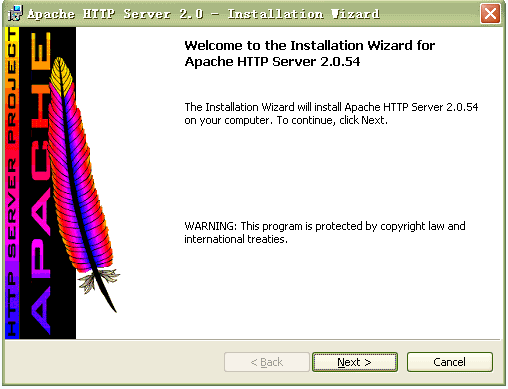 Apache HTTP Server 2.0 - Installation Wizard
Welcome to the Installation Wizard for
Apache HTTP Server 2.0.54
The Installation Wizard will install Apache HTTP Server 2.0.54
on your computer. To continue, click Next.
WARNING: This program is protected by copyright law and
international treaties.
HTTP SERVER PROJECT
APACHE
< Back
Next >
Cancel